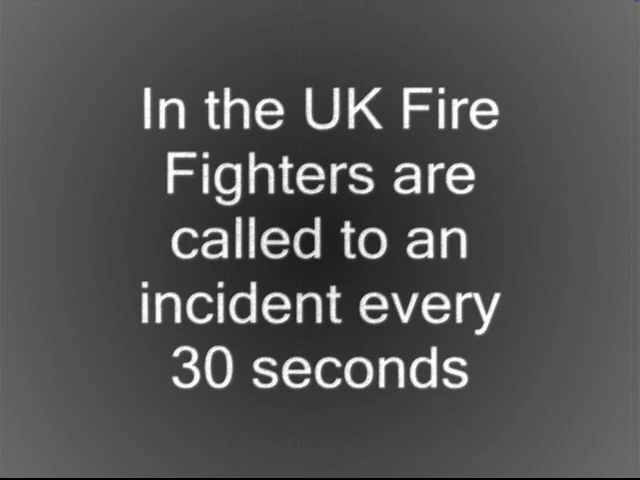 In the UK Fire
Fighters are
called to an
incident every
30 seconds